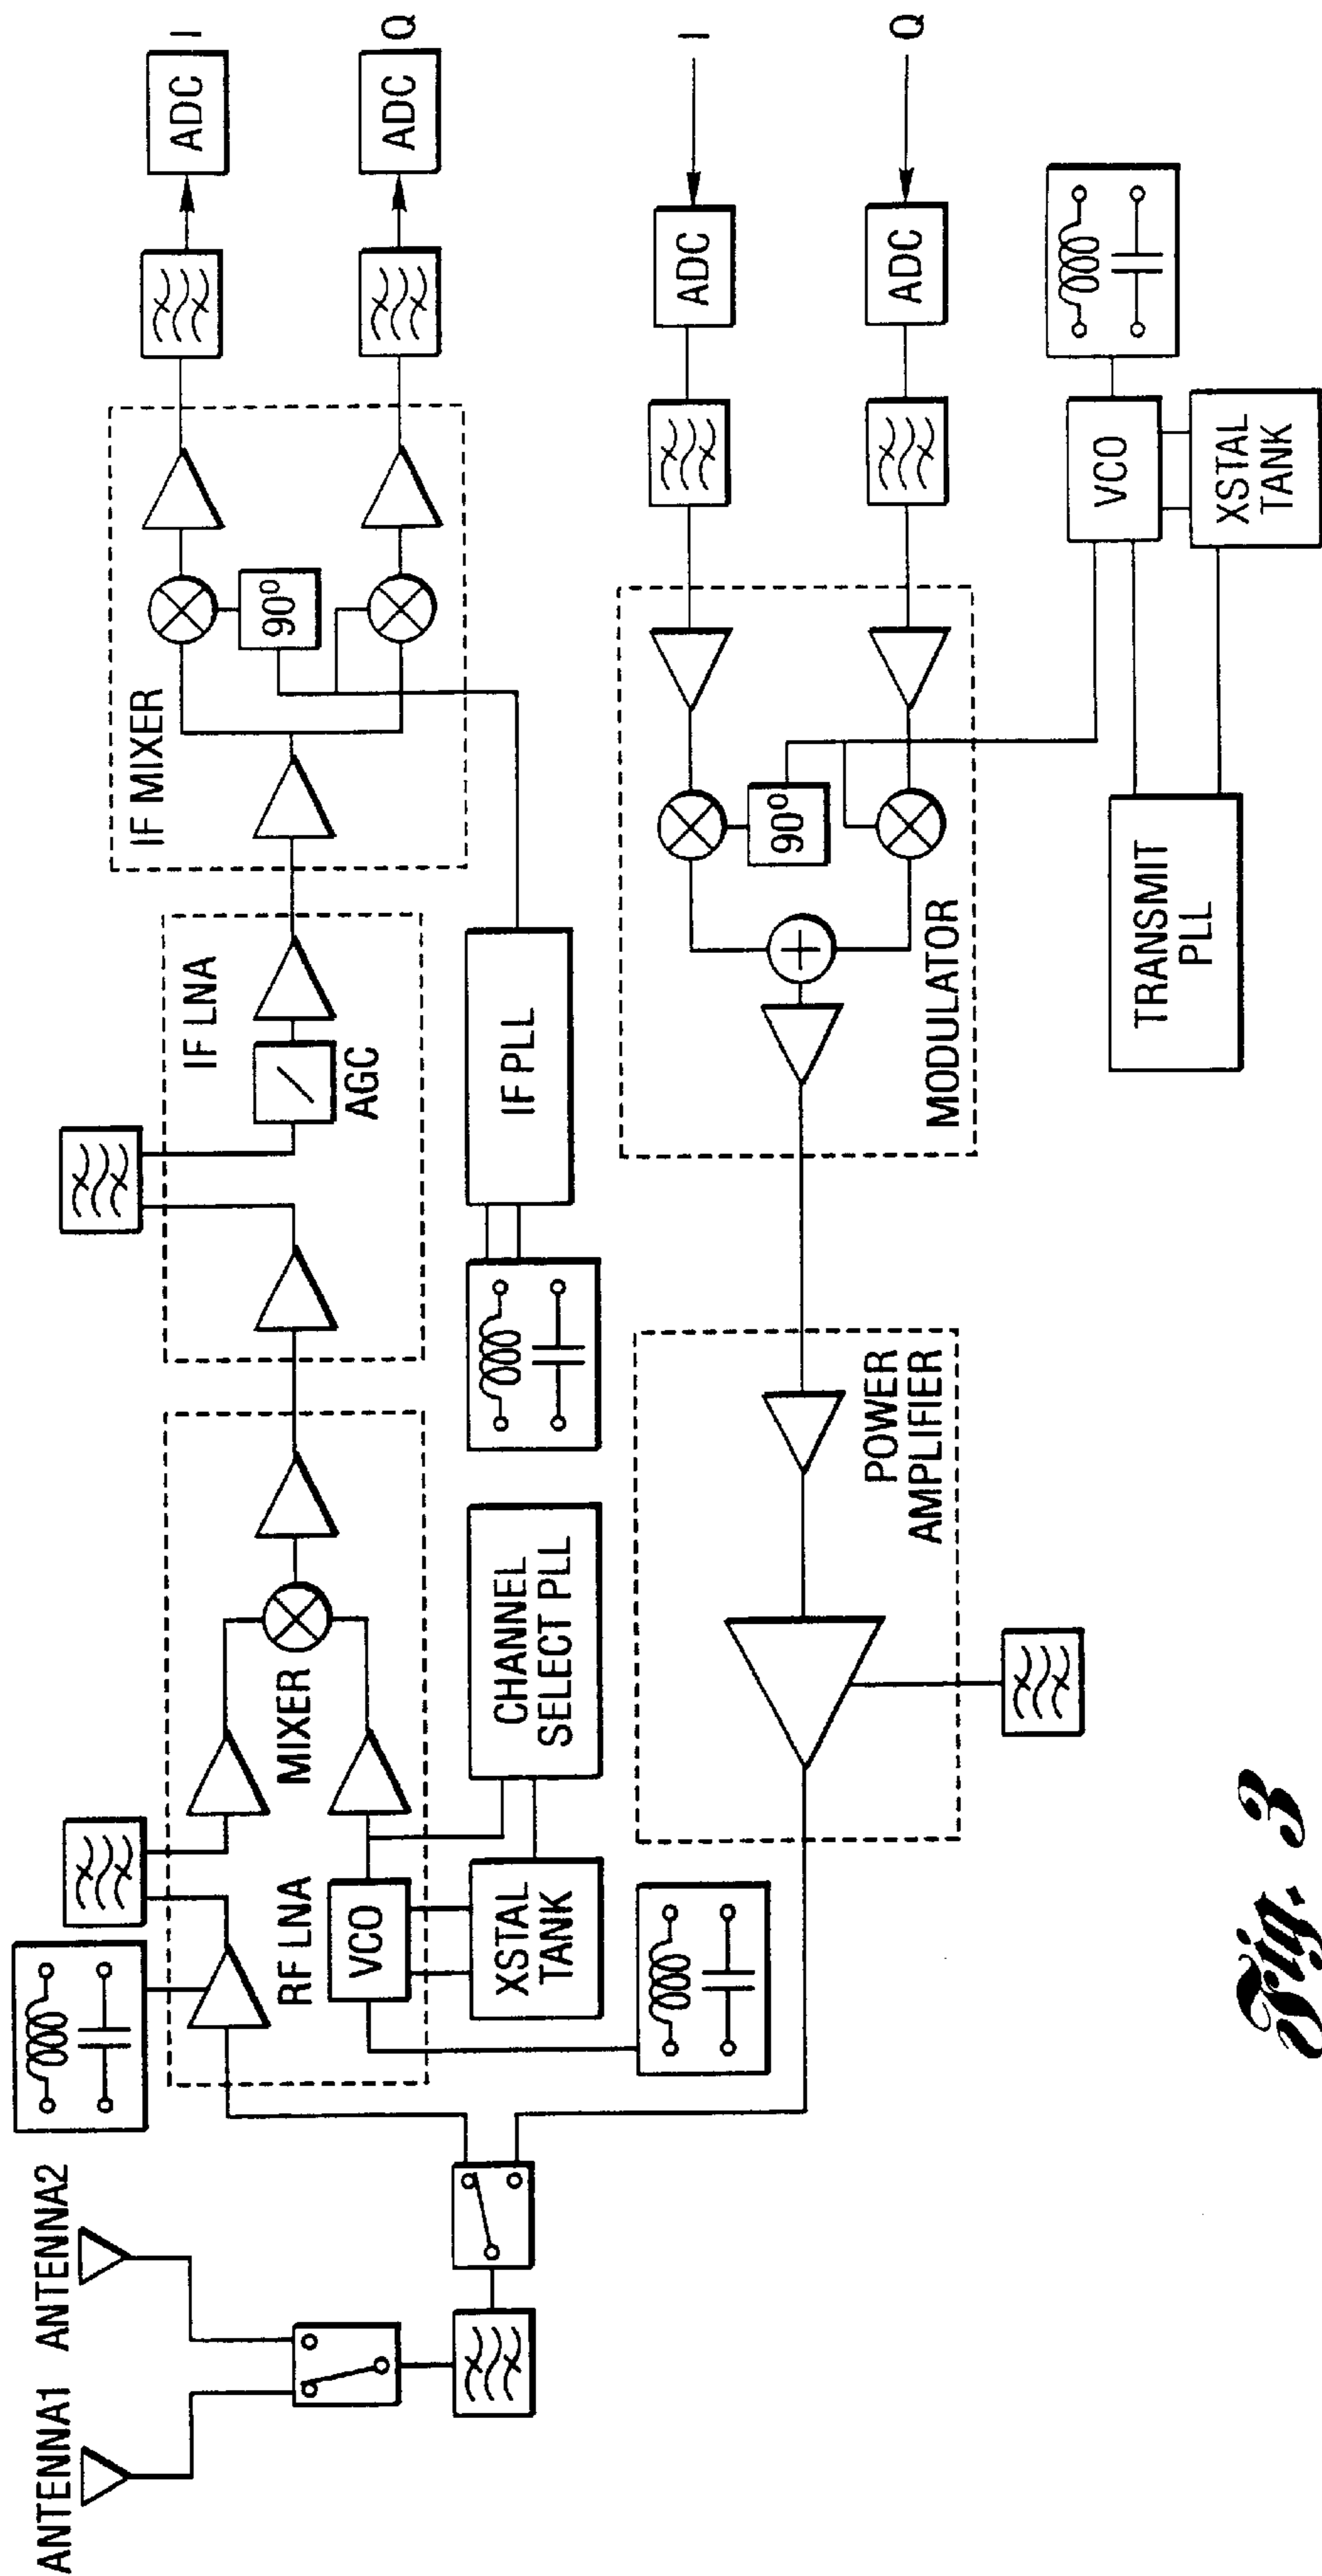 ANTENNA1
ANTENNA2
RF LNA
MIXER
VCO
XSTAL
TANK
CHANNEL
SELECT PLL
IF LNA
AGC
IF PLL
IF MIXER
90°
ADC
I
ADC
Q
POWER
AMPLIFIER
MODULATOR
90°
ADC
I
ADC
Q
TRANSMIT
PLL
VCO
XSTAL
TANK
Fig. 3